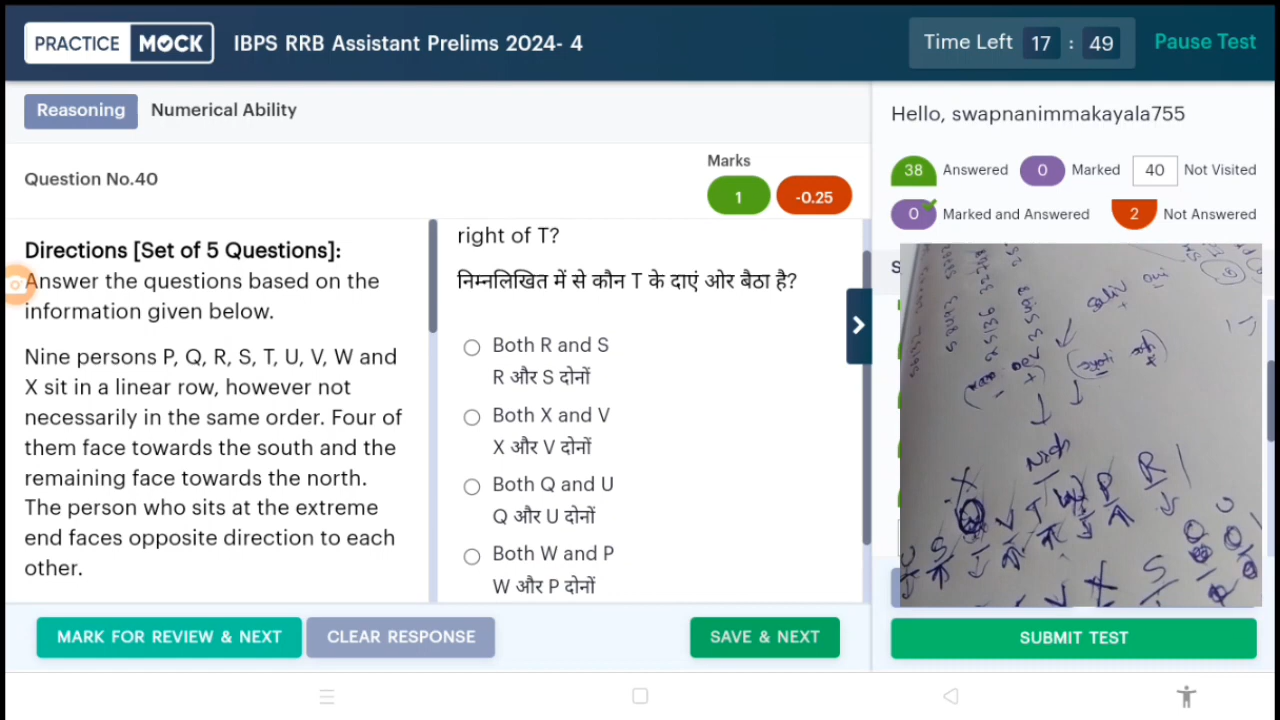 PRACTICE MOCK IBPS RRB Assistant Prelims 2024- 4 Time Left 17 : 49 Pause Test
Reasoning Numerical Ability
Hello, swapnanimmakayala755
Question No.40
Marks
1 -0.25
38 Answered 0 Marked 40 Not Visited
0 Marked and Answered 2 Not Answered
Directions [Set of 5 Questions]:
Answer the questions based on the
information given below.
Nine persons P, Q, R, S, T, U, V, W and
X sit in a linear row, however not
necessarily in the same order. Four of
them face towards the south and the
remaining face towards the north.
The person who sits at the extreme
end faces opposite direction to each
other.
right of T?
निम्नलिखित में से कौन T के दाएं ओर बैठा है?
Both R and S
R और S दोनों
Both X and V
X और V दोनों
Both Q and U
Q और U दोनों
Both W and P
W और P दोनों
MARK FOR REVIEW & NEXT CLEAR RESPONSE SAVE & NEXT SUBMIT TEST